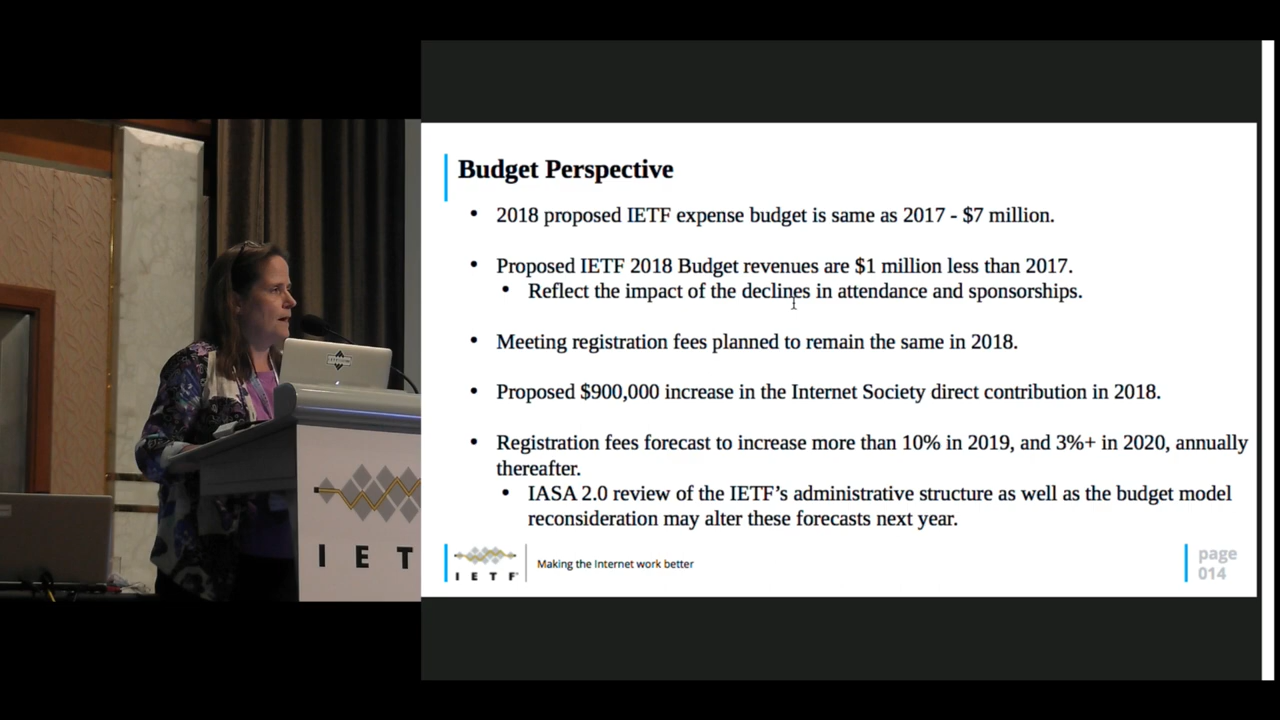 Budget Perspective
• 2018 proposed IETF expense budget is same as 2017 - $7 million.
• Proposed IETF 2018 Budget revenues are $1 million less than 2017.
• Reflect the impact of the declines in attendance and sponsorships.
• Meeting registration fees planned to remain the same in 2018.
• Proposed $900,000 increase in the Internet Society direct contribution in 2018.
• Registration fees forecast to increase more than 10% in 2019, and 3%+ in 2020, annually
thereafter.
• IASA 2.0 review of the IETF’s administrative structure as well as the budget model
reconsideration may alter these forecasts next year.
I E T F
Making the Internet work better
page
014
I E T